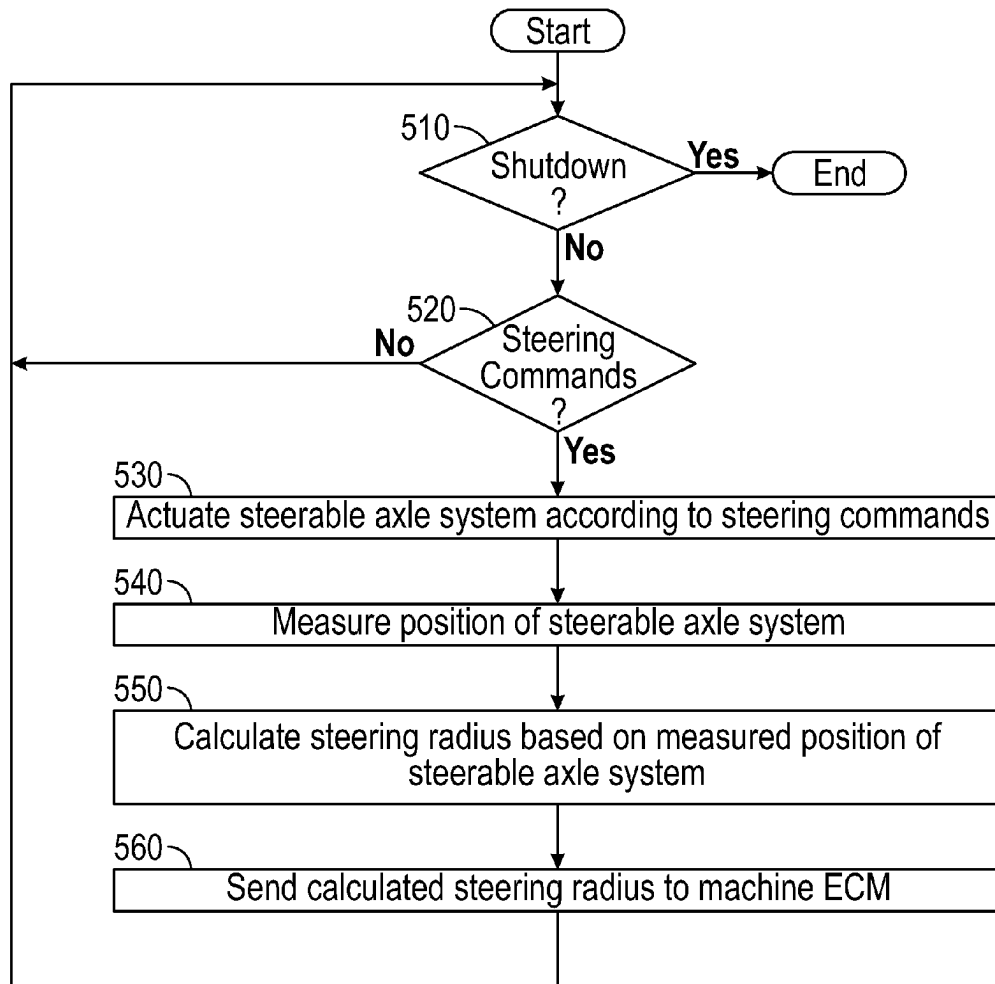 Start
510
Shutdown
?
Yes
End
No
520
Steering
Commands
?
No
Yes
530
Actuate steerable axle system according to steering commands
540
Measure position of steerable axle system
550
Calculate steering radius based on measured position of
steerable axle system
560
Send calculated steering radius to machine ECM